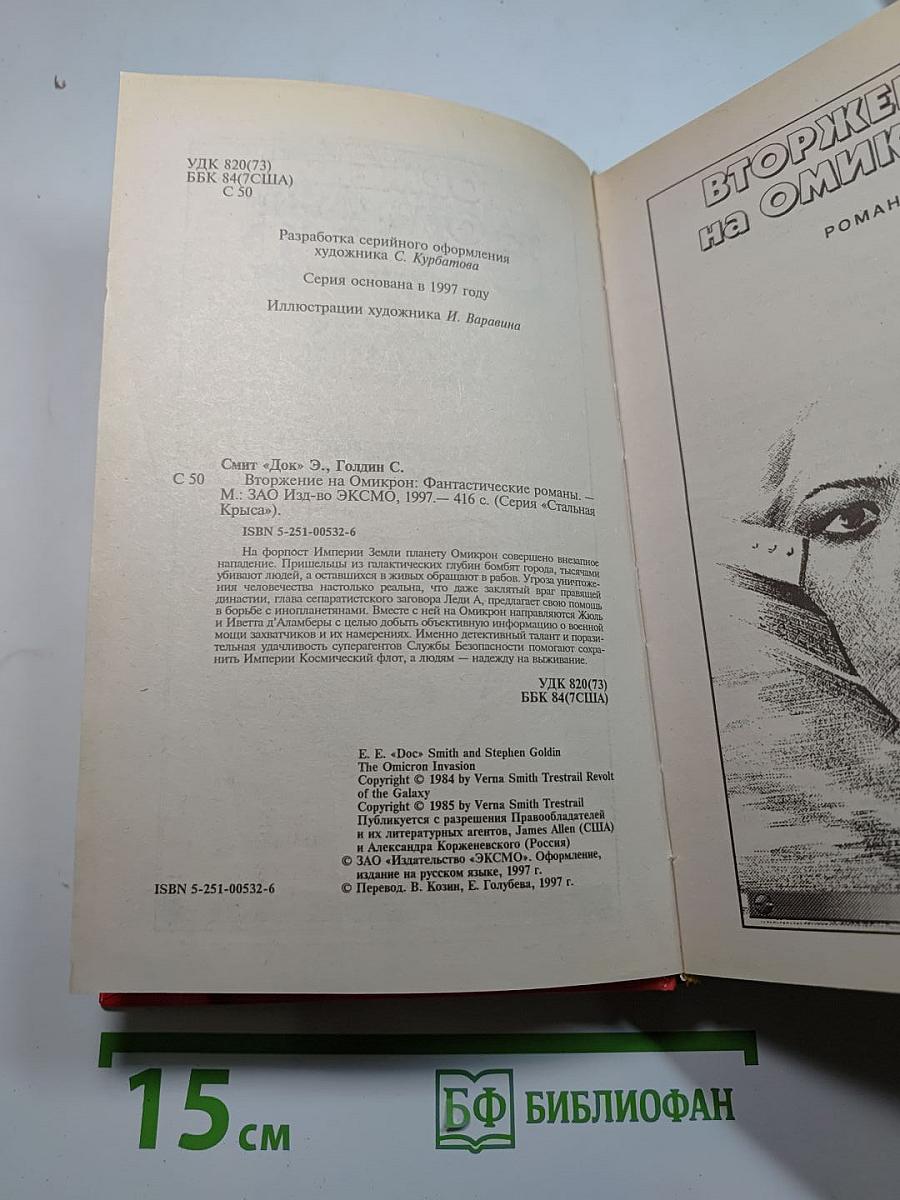 УДК 820(73)
ББК 84(7США)
С 50
Разработка серийного оформления
художника С. Курбатова
Серия основана в 1997 году
Иллюстрации художника И. Варавина
Смит «Док» Э., Голдин С.
С 50 Вторжение на Омикрон: Фантастические романы. —
М.: ЗАО Изд-во ЭКСМО, 1997.— 416 с. (Серия «Стальная
Крыса»).
ISBN 5-251-00532-6
На форпост Империи Земли планету Омикрон совершено внезапное
нападение. Пришельцы из галактических глубин бомбят города, тысячами
убивают людей, а оставшихся в живых обращают в рабов. Угроза уничтоже-
ния человечества настолько реальна, что даже заклятый враг правящей
династии, глава сепаратистского заговора Леди А, предлагает свою помощь
в борьбе с инопланетянами. Вместе с ней на Омикрон направляются Жюль
и Иветта д'Аламберы с целью добыть объективную информацию о военной
мощи захватчиков и их намерениях. Именно детективный талант и порази-
тельная удачливость суперагентов Службы Безопасности помогают сохра-
нить Империи Космический флот, а людям — надежду на выживание.
УДК 820(73)
ББК 84(7США)
E. E. «Doc» Smith and Stephen Goldin
The Omicron Invasion
Copyright © 1984 by Verna Smith Trestrail Revolt
of the Galaxy
Copyright © 1985 by Verna Smith Trestrail
Публикуется с разрешения Правообладателей
и их литературных агентов, James Allen (США)
и Александра Корженевского (Россия)
© ЗАО «Издательство «ЭКСМО». Оформление,
издание на русском языке, 1997 г.
ISBN 5-251-00532-6 © Перевод. В. Козин, Е. Голубева, 1997 г.
ВТОРЖЕ
на ОМИК
РОМАН
15 см
БФ БИБЛИОФАН